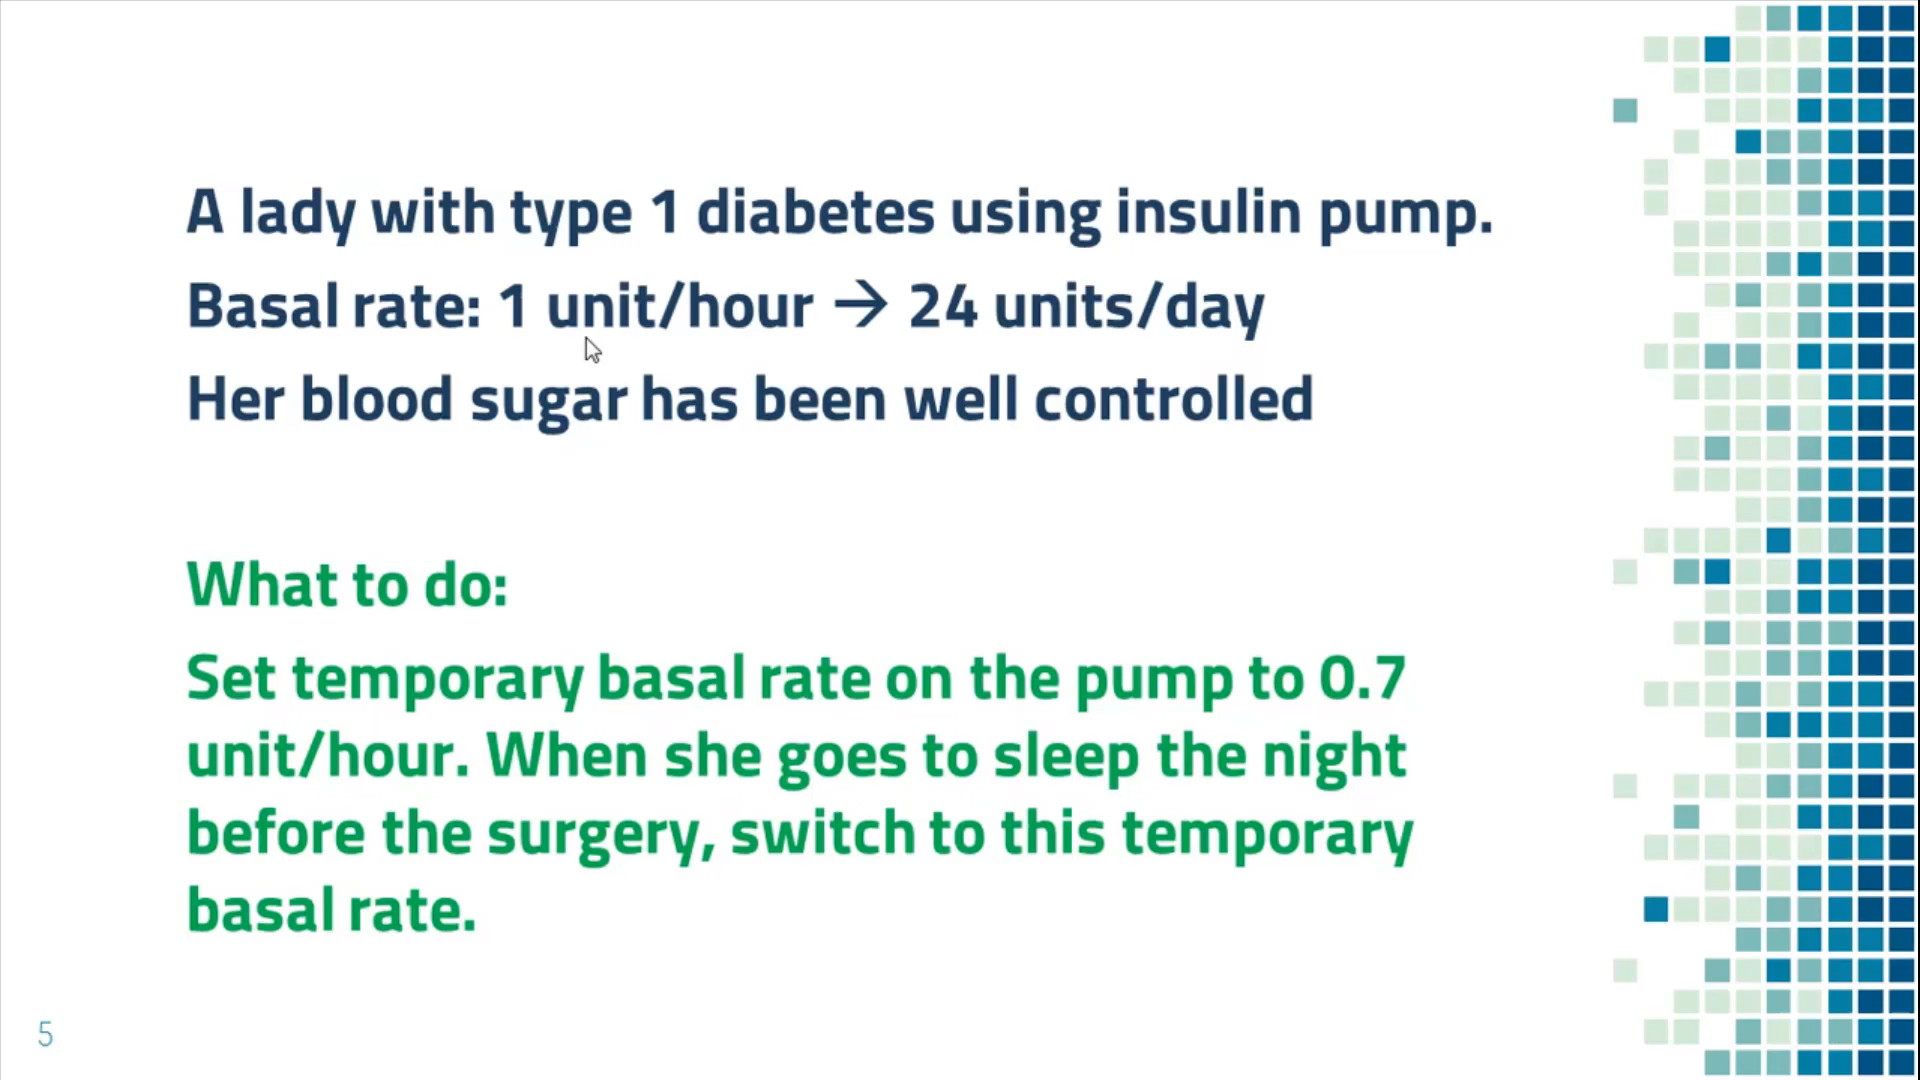 A lady with type 1 diabetes using insulin pump.
Basal rate: 1 unit/hour → 24 units/day
Her blood sugar has been well controlled
What to do:
Set temporary basal rate on the pump to 0.7
unit/hour. When she goes to sleep the night
before the surgery, switch to this temporary
basal rate.
5